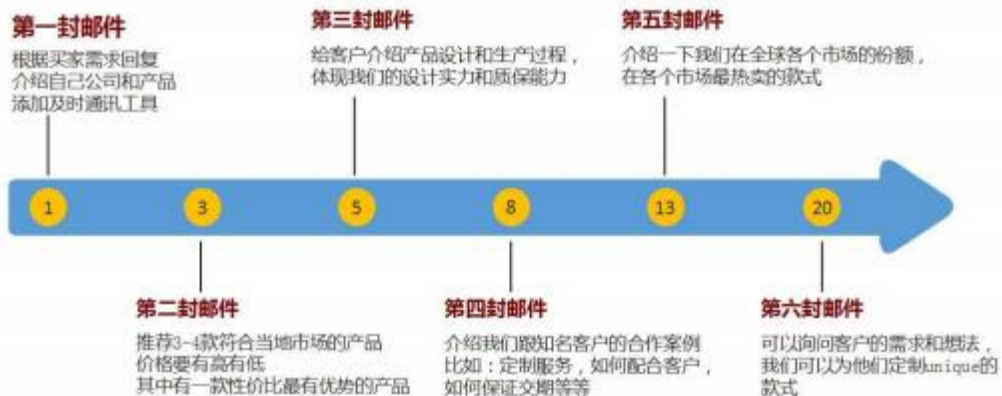 第一封邮件
根据买家需求回复
介绍自己公司和产品
添加及时通讯工具
第三封邮件
给客户介绍产品设计和生产过程，
体现我们的设计实力和质保能力
第五封邮件
介绍一下我们在全球各个市场的份额，
在各个市场最热卖的款式
1
3
5
8
13
20
第二封邮件
推荐3-4款符合当地市场的产品
价格要有高有低
其中有一款性价比最有优势的产品
第四封邮件
介绍我们跟知名客户的合作案例
比如：定制服务，如何配合客户，
如何保证交期等等
第六封邮件
可以询问客户的需求和想法，
我们可以为他们定制unique的
款式